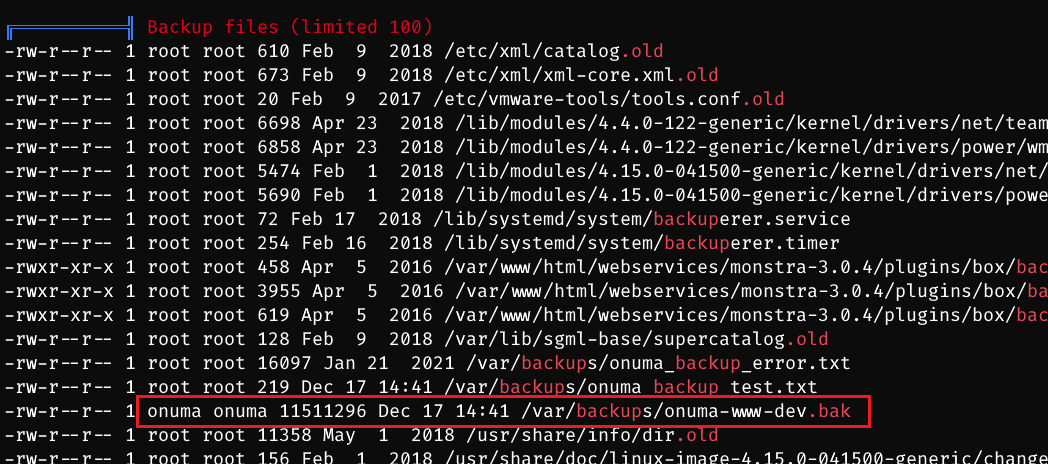 Backup files (limited 100)
-rw-r--r-- 1 root root 610 Feb  9  2018 /etc/xml/catalog.old
-rw-r--r-- 1 root root 673 Feb  9  2018 /etc/xml/xml-core.xml.old
-rw-r--r-- 1 root root 20 Feb  9  2017 /etc/vmware-tools/tools.conf.old
-rw-r--r-- 1 root root 6698 Apr 23  2018 /lib/modules/4.4.0-122-generic/kernel/drivers/net/team
-rw-r--r-- 1 root root 6858 Apr 23  2018 /lib/modules/4.4.0-122-generic/kernel/drivers/power/wm
-rw-r--r-- 1 root root 5474 Feb  1  2018 /lib/modules/4.15.0-041500-generic/kernel/drivers/net/
-rw-r--r-- 1 root root 5690 Feb  1  2018 /lib/modules/4.15.0-041500-generic/kernel/drivers/powe
-rw-r--r-- 1 root root 72 Feb 17  2018 /lib/systemd/system/backuperer.service
-rw-r--r-- 1 root root 254 Feb 16  2018 /lib/systemd/system/backuperer.timer
-rwxr-xr-x 1 root root 458 Apr  5  2016 /var/www/html/webservices/monstra-3.0.4/plugins/box/bac
-rwxr-xr-x 1 root root 3955 Apr  5  2016 /var/www/html/webservices/monstra-3.0.4/plugins/box/ba
-rwxr-xr-x 1 root root 619 Apr  5  2016 /var/www/html/webservices/monstra-3.0.4/plugins/box/bac
-rw-r--r-- 1 root root 128 Feb  9  2018 /var/lib/sgml-base/supercatalog.old
-rw-r--r-- 1 root root 16097 Jan 21  2021 /var/backups/onuma_backup_error.txt
-rw-r--r-- 1 root root 219 Dec 17 14:41 /var/backups/onuma_backup_test.txt
-rw-r--r-- 1 onuma onuma 11511296 Dec 17 14:41 /var/backups/onuma-www-dev.bak
-rw-r--r-- 1 root root 11358 May  1  2018 /usr/share/info/dir.old
-rw-r--r-- 1 root root 156 Feb  1  2018 /usr/share/doc/linux-image-4.15.0-041500-generic/change